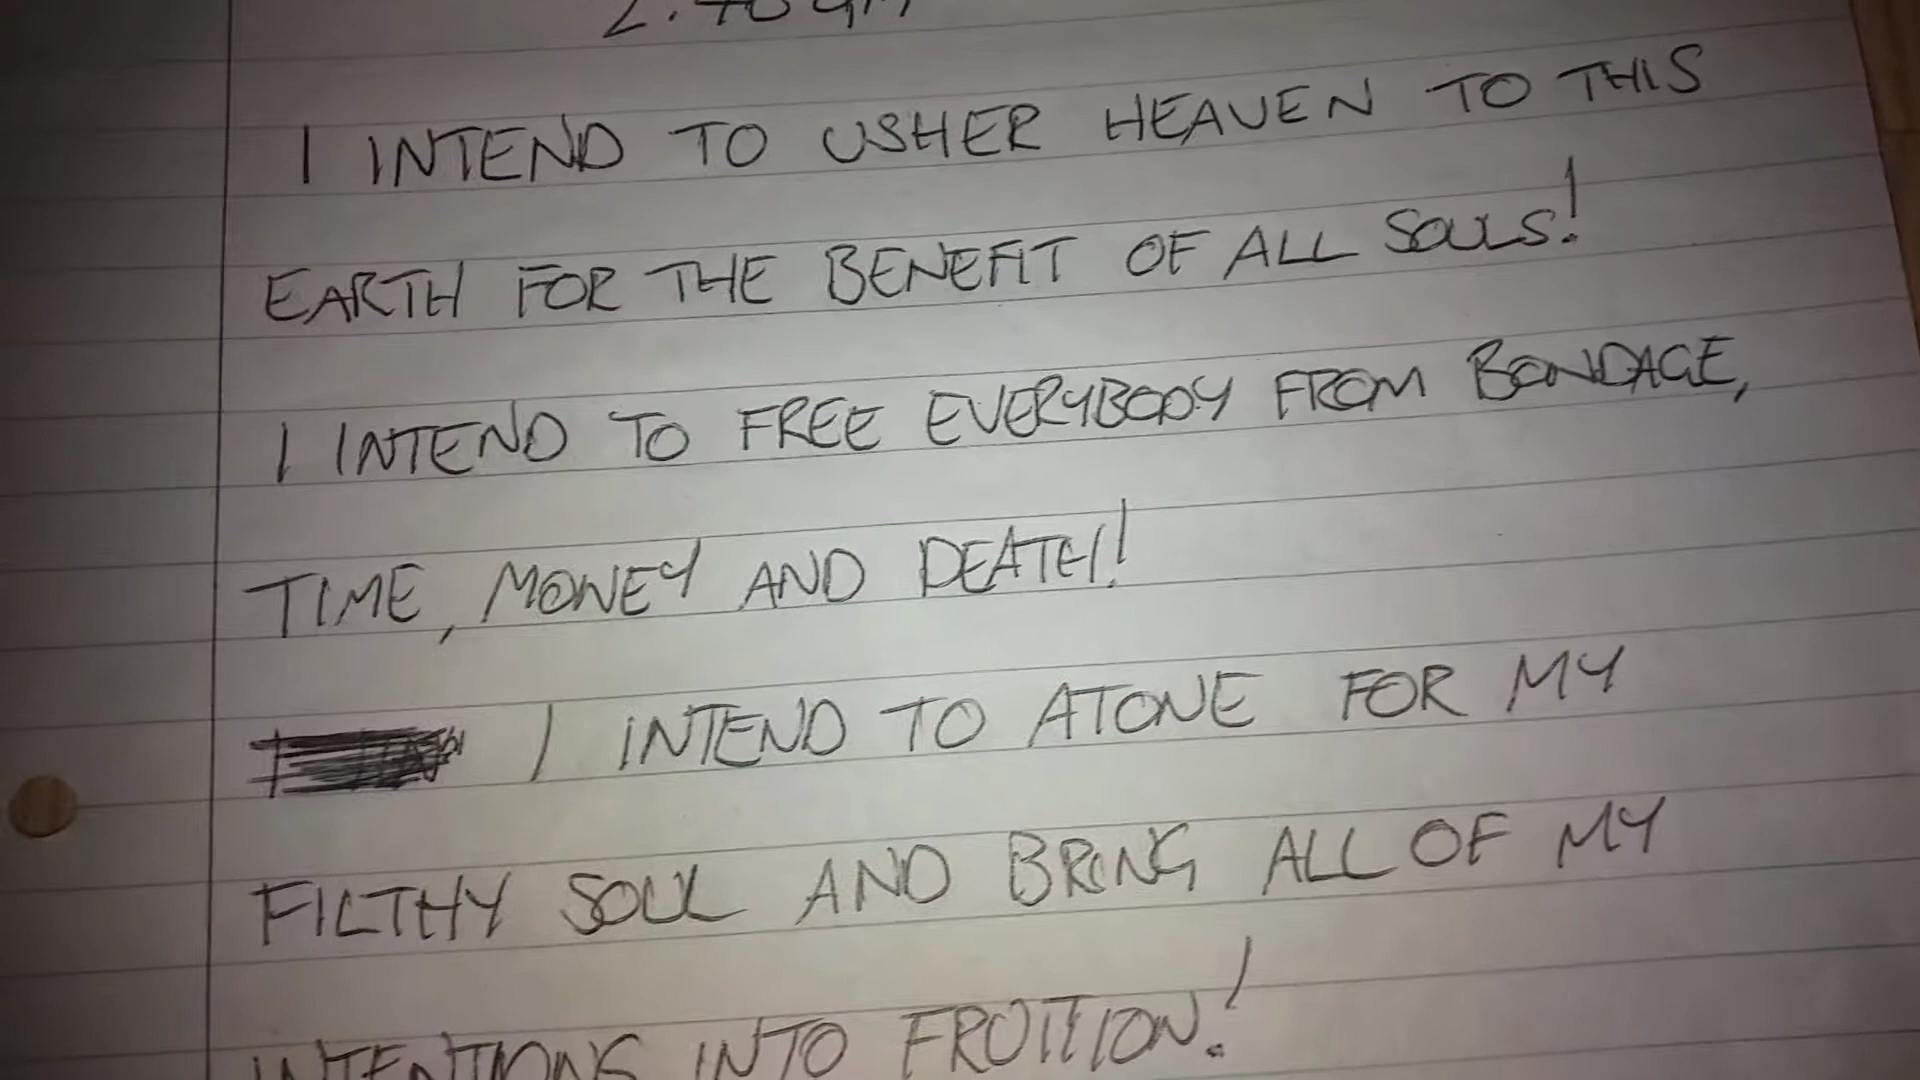 I INTEND TO USHER HEAVEN TO THIS
EARTH FOR THE BENEFIT OF ALL SOULS!
I INTEND TO FREE EVERYBODY FROM BONDAGE,
TIME, MONEY AND DEATH!
I INTEND TO ATONE FOR MY
FILTHY SOUL AND BRING ALL OF MY
INTENTIONS INTO FRUITION!